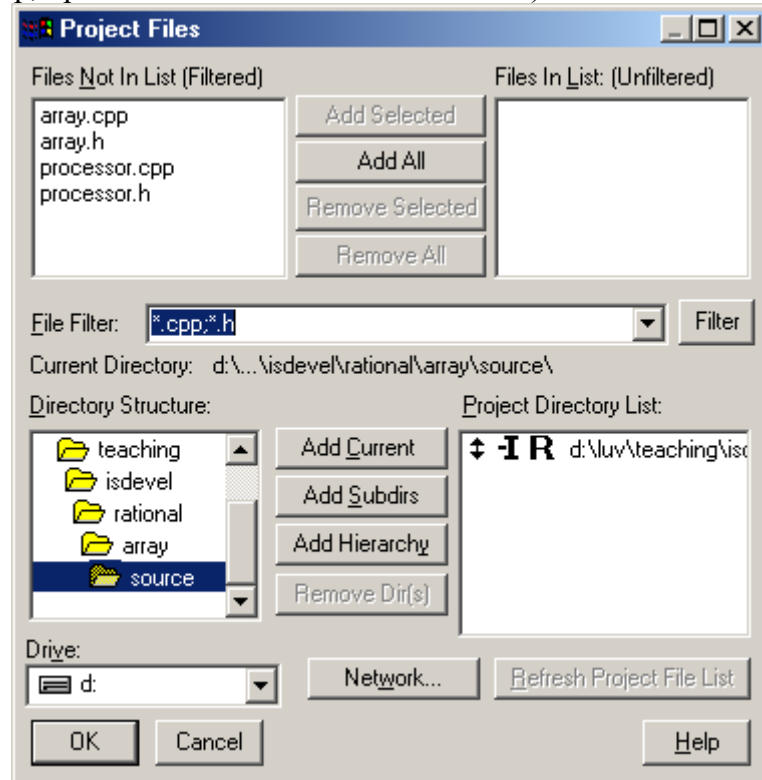 Project Files
Files Not In List (Filtered)
Files In List: (Unfiltered)
array.cpp
array.h
processor.cpp
processor.h
Add Selected
Add All
Remove Selected
Remove All
File Filter:
*.cpp;*.h
Filter
Current Directory: d:\...\isdevel\rational\array\source\
Directory Structure:
Project Directory List:
teaching
isdevel
rational
array
source
Add Current
Add Subdirs
Add Hierarchy
Remove Dir(s)
-I R d:\luv\teaching\isd
Drive:
d:
Network...
Refresh Project File List
OK
Cancel
Help